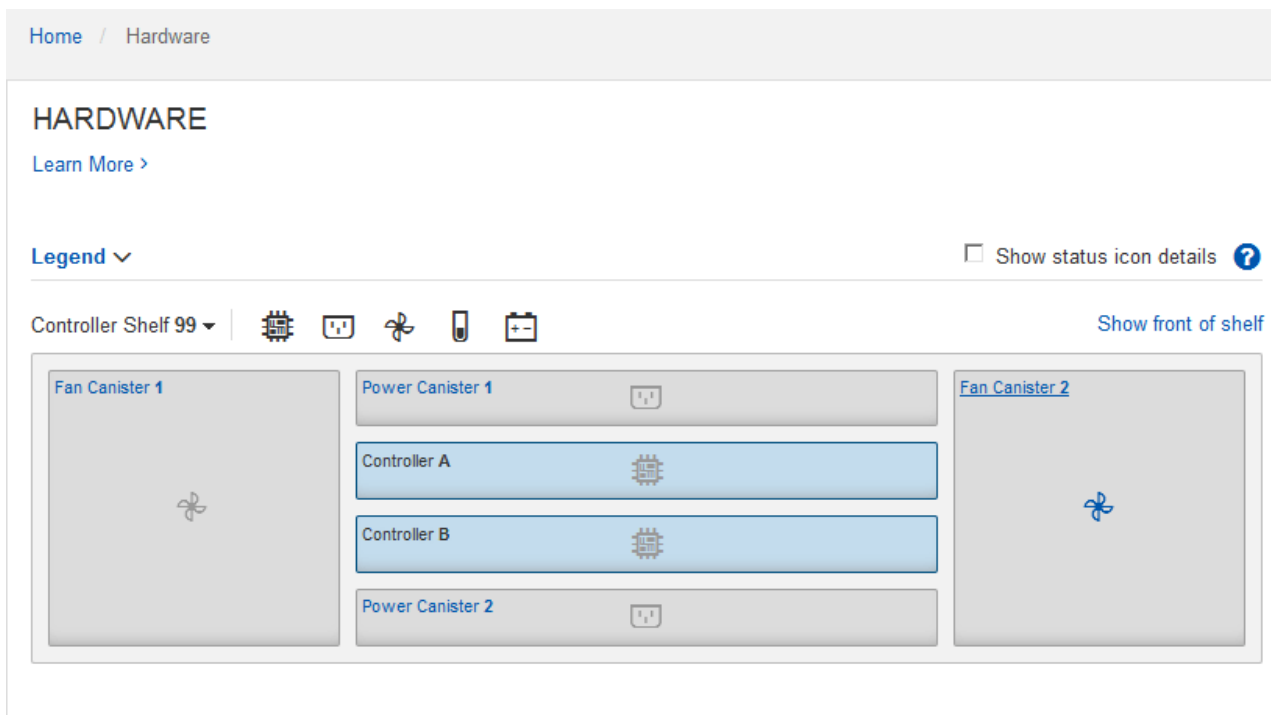 Home / Hardware
HARDWARE
Learn More >
Legend
Show status icon details ?
Controller Shelf 99
Show front of shelf
Fan Canister 1
Power Canister 1
Fan Canister 2
Controller A
Controller B
Power Canister 2